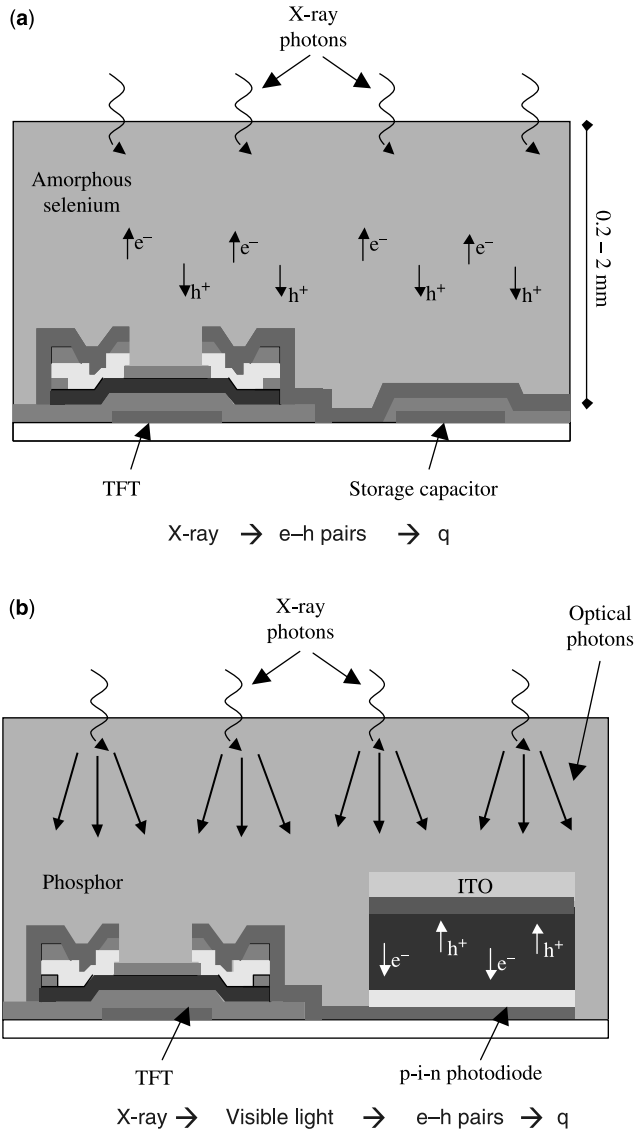 (a)
X-ray
photons
Amorphous
selenium
e−
e−
e−
e−
h+
h+
h+
h+
0.2 – 2 mm
TFT
Storage capacitor
X-ray → e–h pairs → q
(b)
X-ray
photons
Optical
photons
Phosphor
ITO
e−
h+
e−
h+
TFT
p-i-n photodiode
X-ray → Visible light → e–h pairs → q